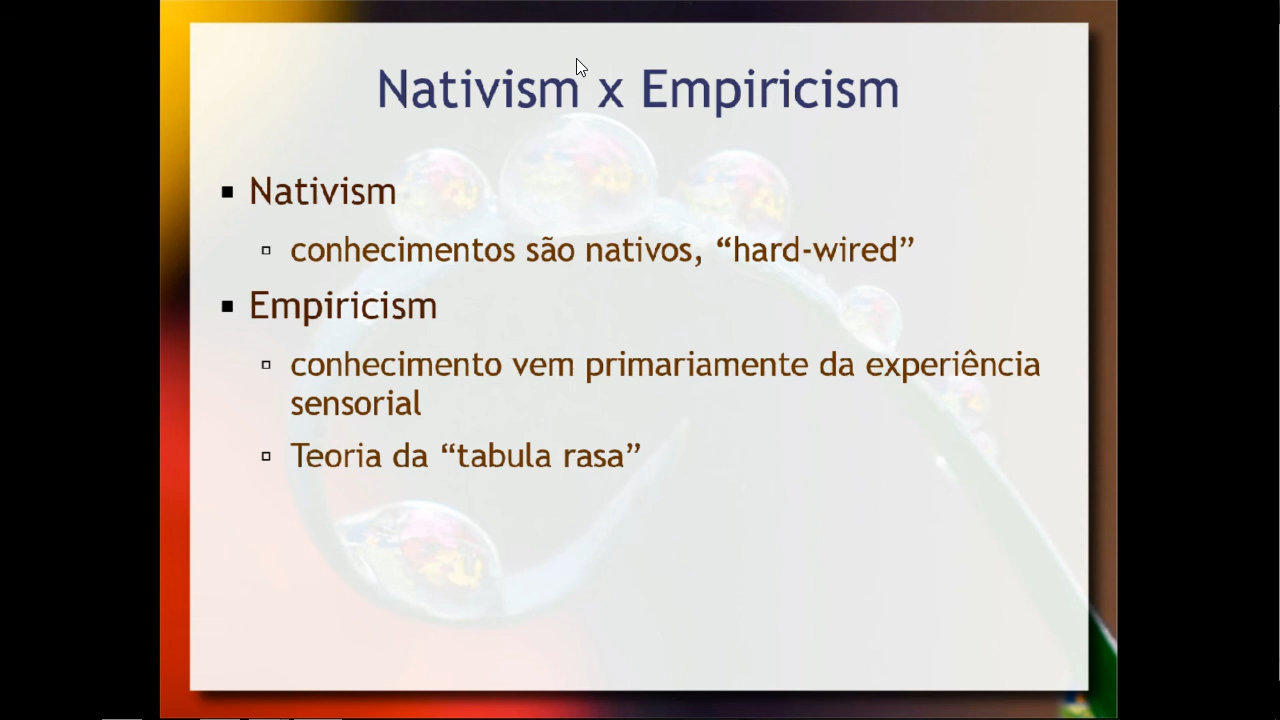 Nativism x Empiricism
Nativism
conhecimentos são nativos, “hard-wired”
Empiricism
conhecimento vem primariamente da experiência
sensorial
Teoria da “tabula rasa”